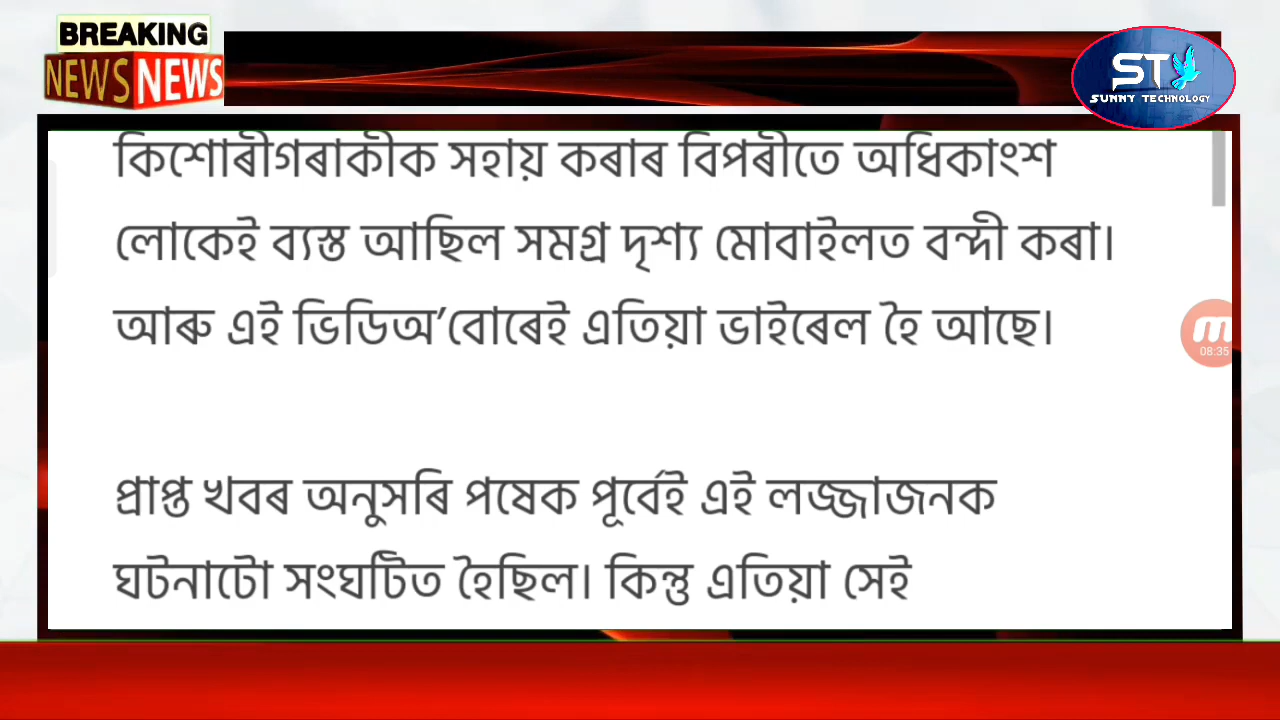 BREAKING
NEWS NEWS
ST
SUNNY TECHNOLOGY
কিশোৰীগৰাকীক সহায় কৰাৰ বিপৰীতে অধিকাংশ
লোকেই ব্যস্ত আছিল সমগ্ৰ দৃশ্য মোবাইলত বন্দী কৰা।
আৰু এই ভিডিঅ’বোৰেই এতিয়া ভাইৰেল হৈ আছে।
08:35
প্ৰাপ্ত খবৰ অনুসৰি পষেক পূৰ্বেই এই লজ্জাজনক
ঘটনাটো সংঘটিত হৈছিল। কিন্তু এতিয়া সেই